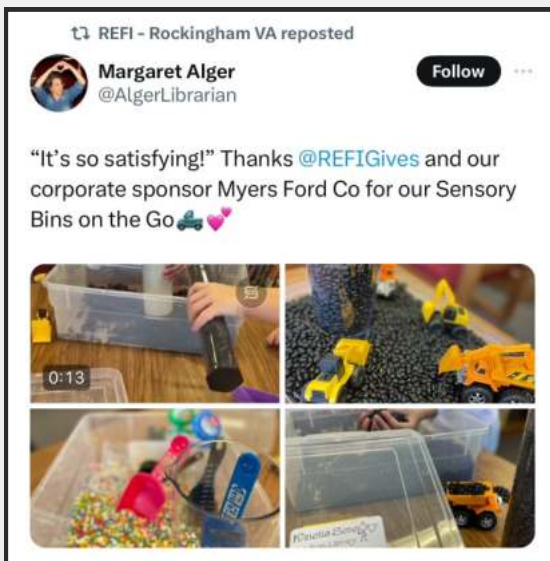 REFI - Rockingham VA reposted
Margaret Alger
Follow
@AlgerLibrarian
“It’s so satisfying!” Thanks @REFIGives and our
corporate sponsor Myers Ford Co for our Sensory
Bins on the Go🛻💕
0:13